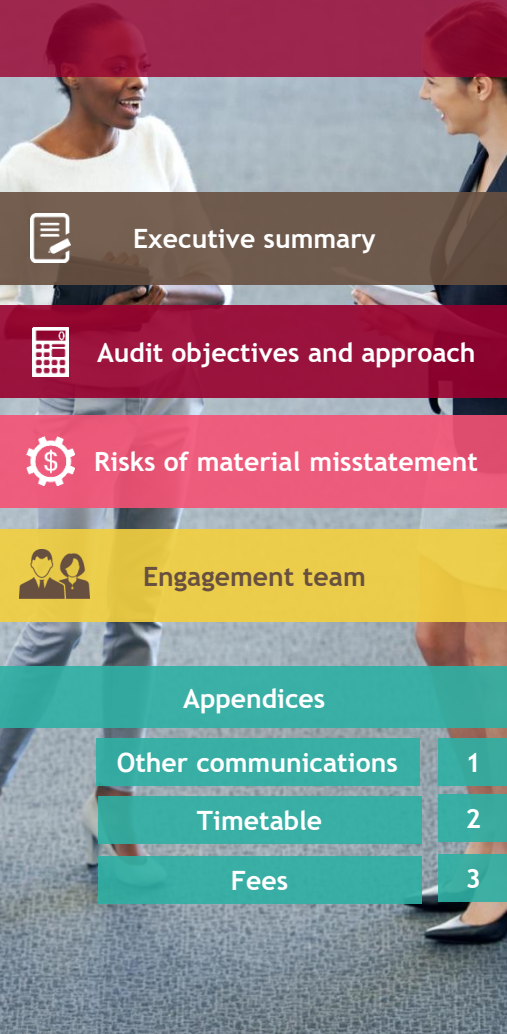 Executive summary
Audit objectives and approach
Risks of material misstatement
Engagement team
Appendices
Other communications 1
Timetable 2
Fees 3